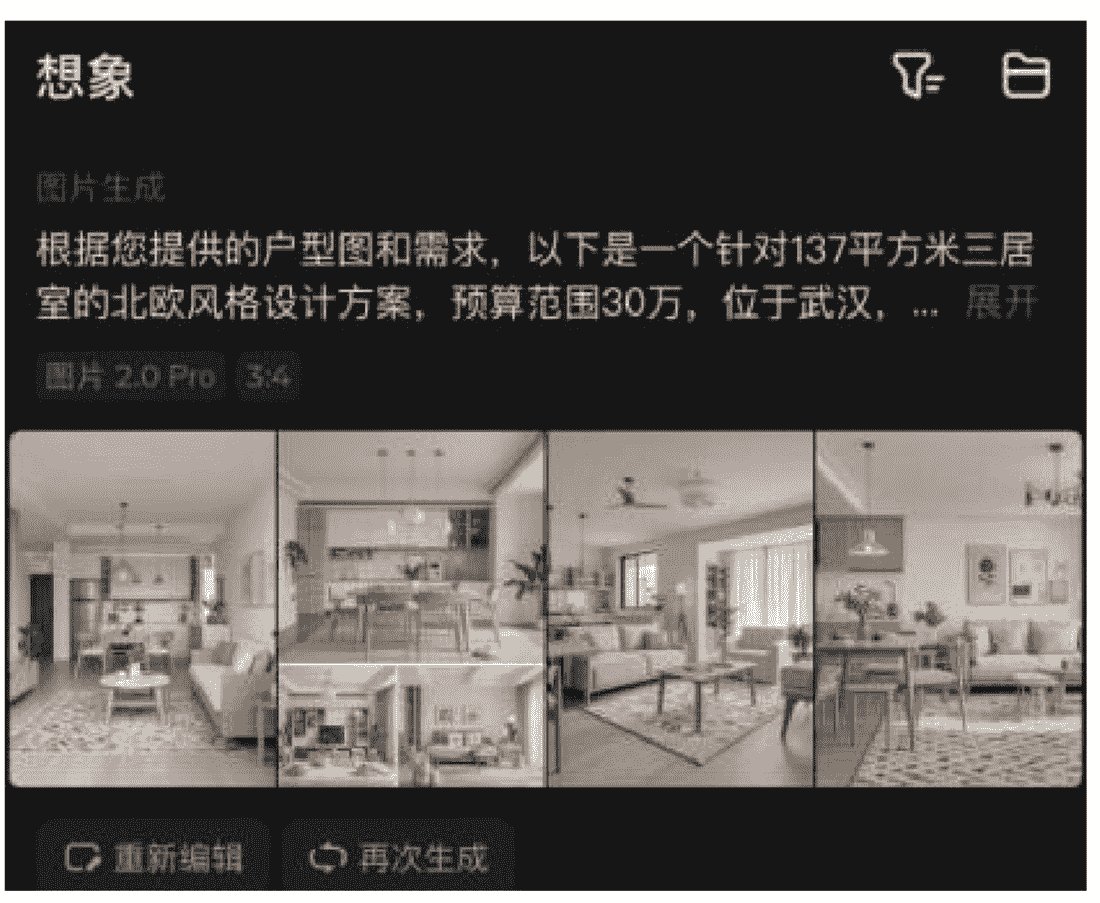 想象
图片生成
根据您提供的户型图和需求，以下是一个针对137平方米三居
室的北欧风格设计方案，预算范围30万，位于武汉，... 展开
图片 2.0 Pro 3:4
重新编辑 再次生成